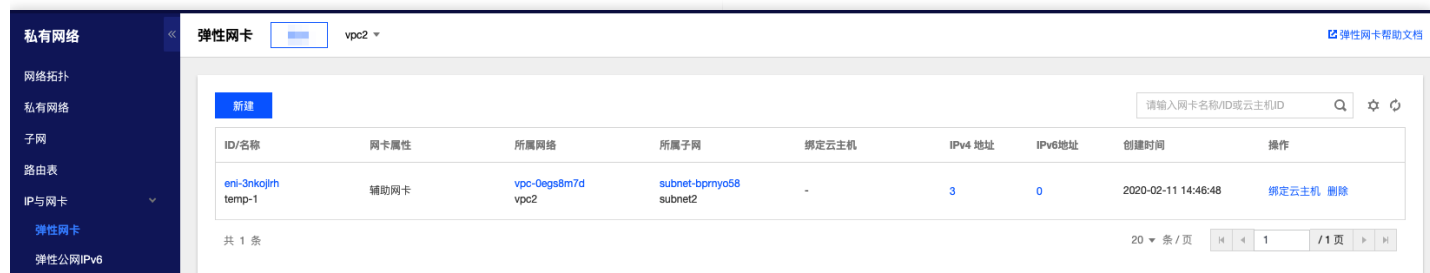 私有网络
«
弹性网卡
vpc2
弹性网卡帮助文档
网络拓扑
私有网络
子网
路由表
IP与网卡
弹性网卡
弹性公网IPv6
新建
请输入网卡名称/ID或云主机ID
ID/名称 网卡属性 所属网络 所属子网 绑定云主机 IPv4 地址 IPv6地址 创建时间 操作
eni-3nkojlrh 辅助网卡 vpc-0egs8m7d subnet-bprnyo58 - 3 0 2020-02-11 14:46:48 绑定云主机 删除
temp-1 vpc2 subnet2
共 1 条
20 条 / 页 1 / 1 页